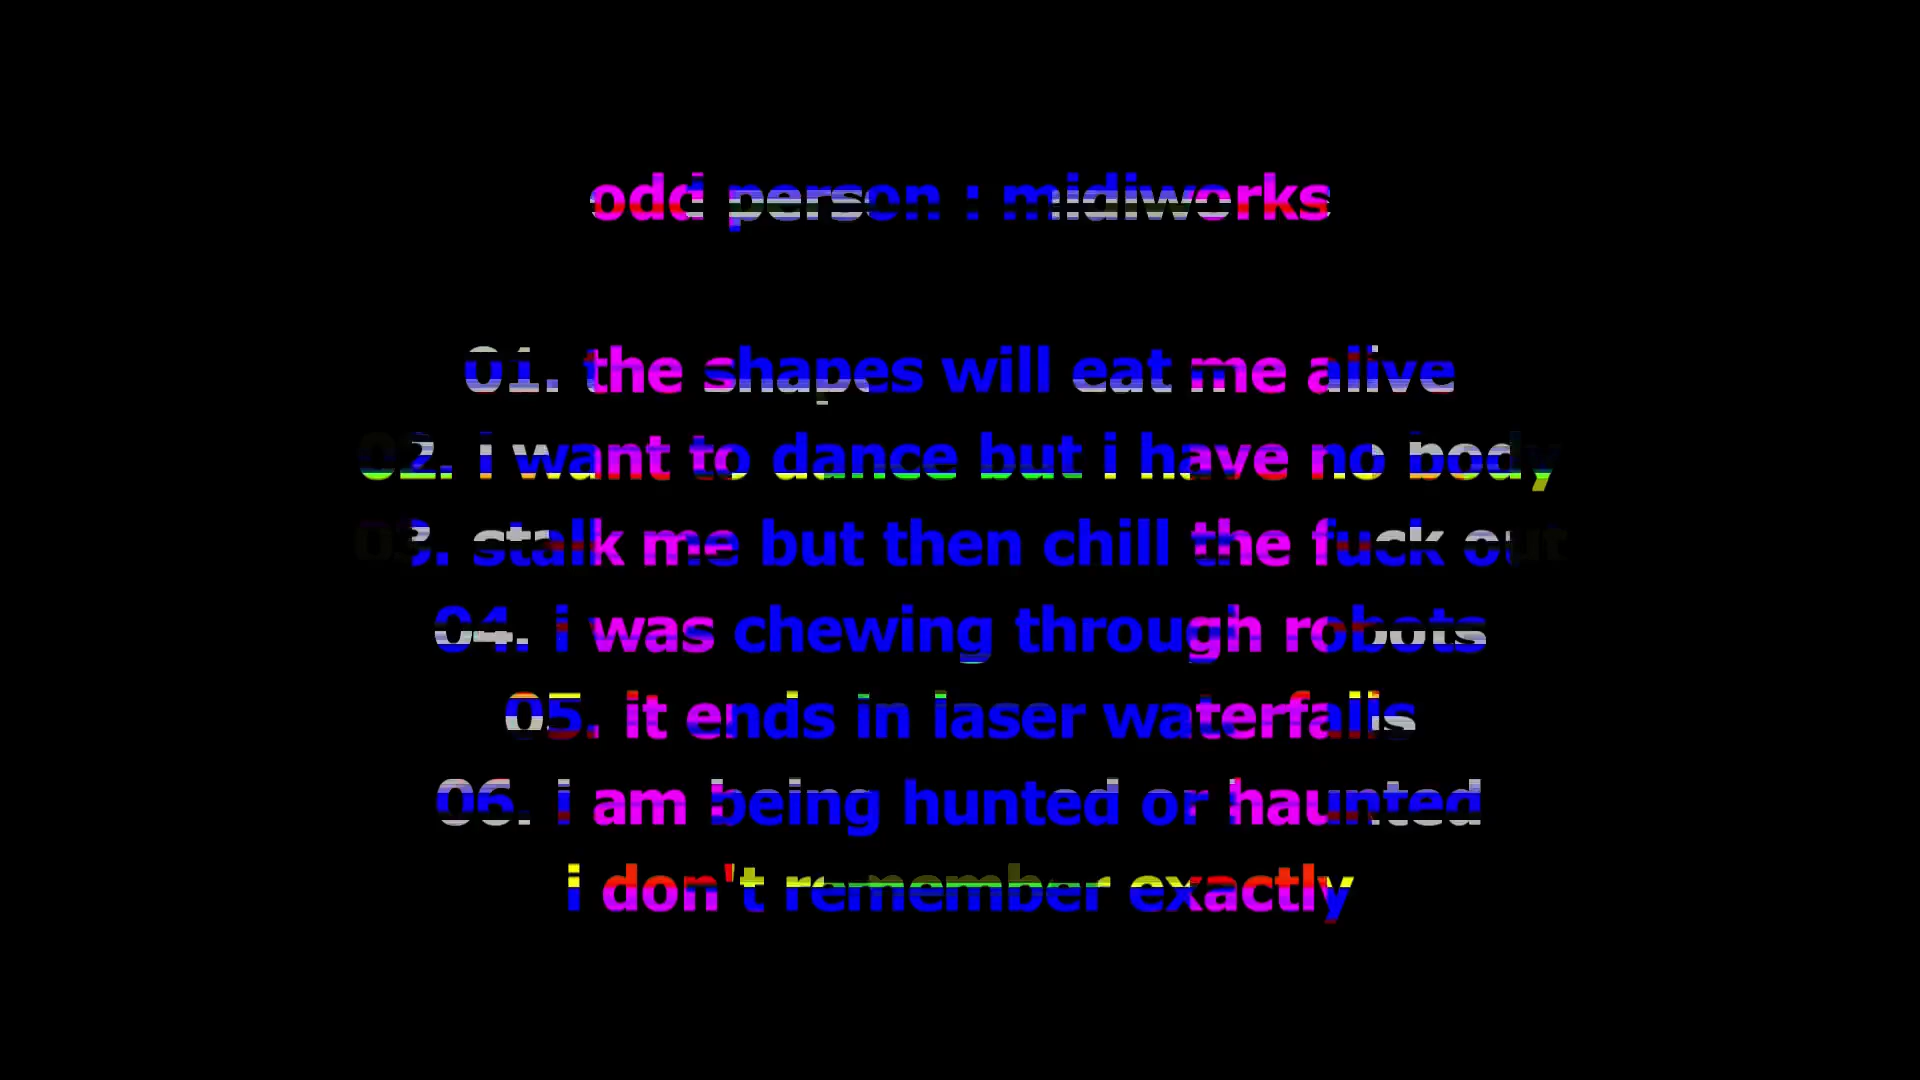 odd person : midiworks
01. the shapes will eat me alive
02. i want to dance but i have no body
03. stalk me but then chill the fuck out
04. i was chewing through robots
05. it ends in laser waterfalls
06. i am being hunted or haunted
i don't remember exactly